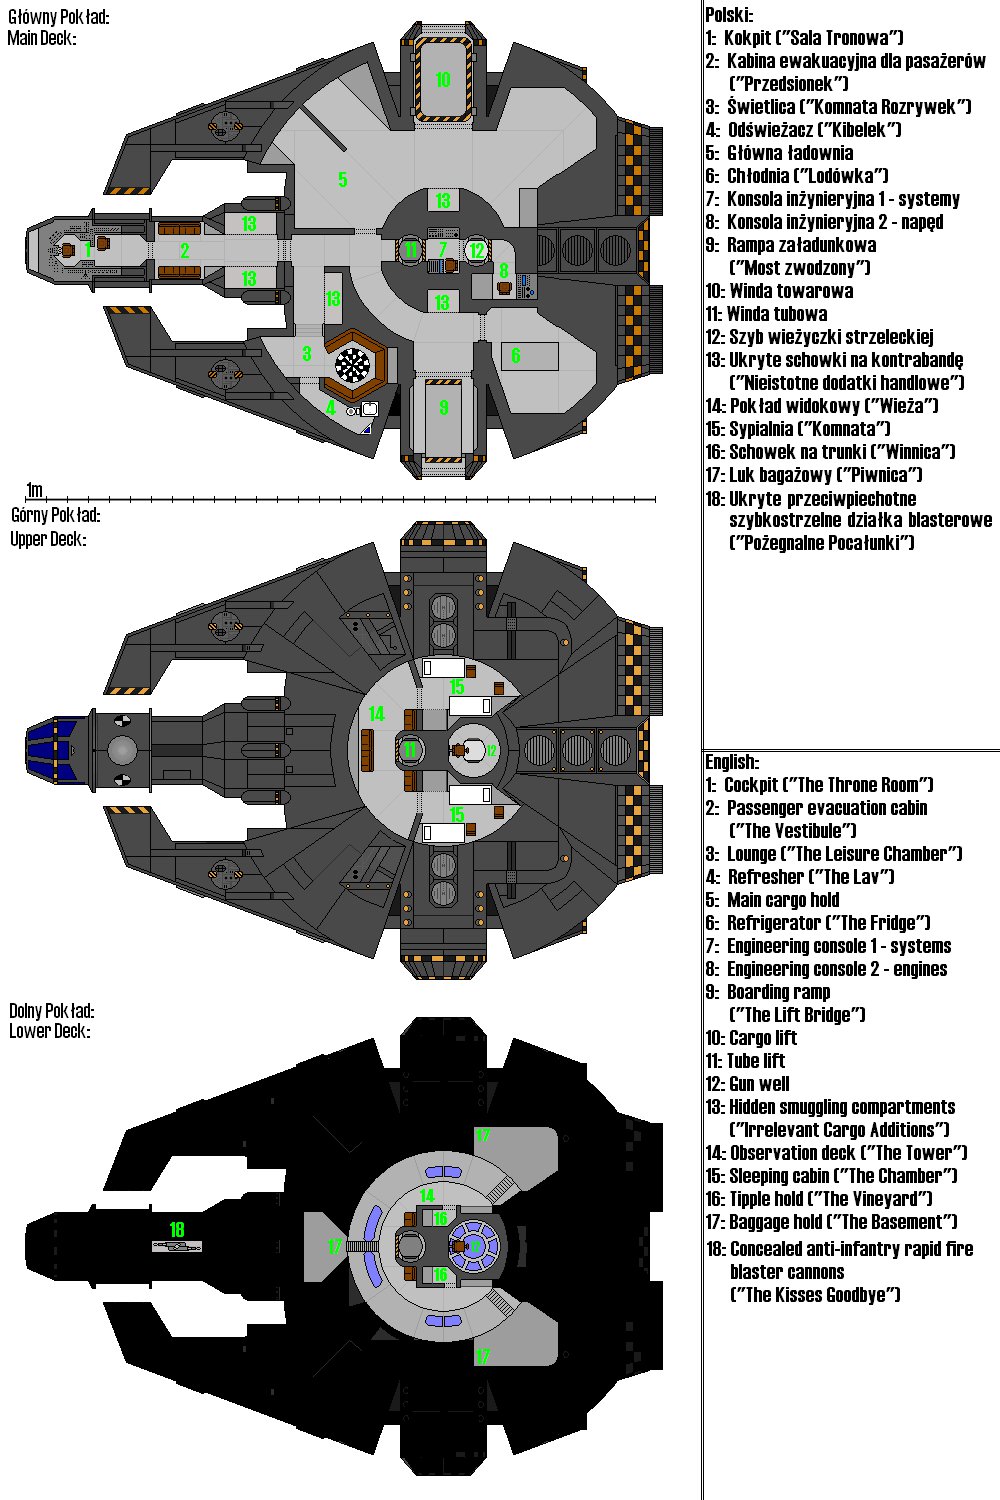 Główny Pokład:
Main Deck:
10
5
13
13
1
2
11
7
12
8
13
13
13
3
6
4
9
1m
Górny Pokład:
Upper Deck:
15
14
11
12
15
Dolny Pokład:
Lower Deck:
17
14
18
16
17
12
16
17
Polski:
1: Kokpit ("Sala Tronowa")
2: Kabina ewakuacyjna dla pasażerów
("Przedsionek")
3: Świetlica ("Komnata Rozrywek")
4: Odświeżacz ("Kibelek")
5: Główna ładownia
6: Chłodnia ("Lodówka")
7: Konsola inżynieryjna 1 - systemy
8: Konsola inżynieryjna 2 - napęd
9: Rampa załadunkowa
("Most zwodzony")
10: Winda towarowa
11: Winda tubowa
12: Szyb wieżyczki strzeleckiej
13: Ukryte schowki na kontrabandę
("Nieistotne dodatki handlowe")
14: Pokład widokowy ("Wieża")
15: Sypialnia ("Komnata")
16: Schowek na trunki ("Winnica")
17: Luk bagażowy ("Piwnica")
18: Ukryte przeciwpiechotne
szybkostrzelne działka blasterowe
("Pożegnalne Pocałunki")
English:
1: Cockpit ("The Throne Room")
2: Passenger evacuation cabin
("The Vestibule")
3: Lounge ("The Leisure Chamber")
4: Refresher ("The Lav")
5: Main cargo hold
6: Refrigerator ("The Fridge")
7: Engineering console 1 - systems
8: Engineering console 2 - engines
9: Boarding ramp
("The Lift Bridge")
10: Cargo lift
11: Tube lift
12: Gun well
13: Hidden smuggling compartments
("Irrelevant Cargo Additions")
14: Observation deck ("The Tower")
15: Sleeping cabin ("The Chamber")
16: Tipple hold ("The Vineyard")
17: Baggage hold ("The Basement")
18: Concealed anti-infantry rapid fire
blaster cannons
("The Kisses Goodbye")